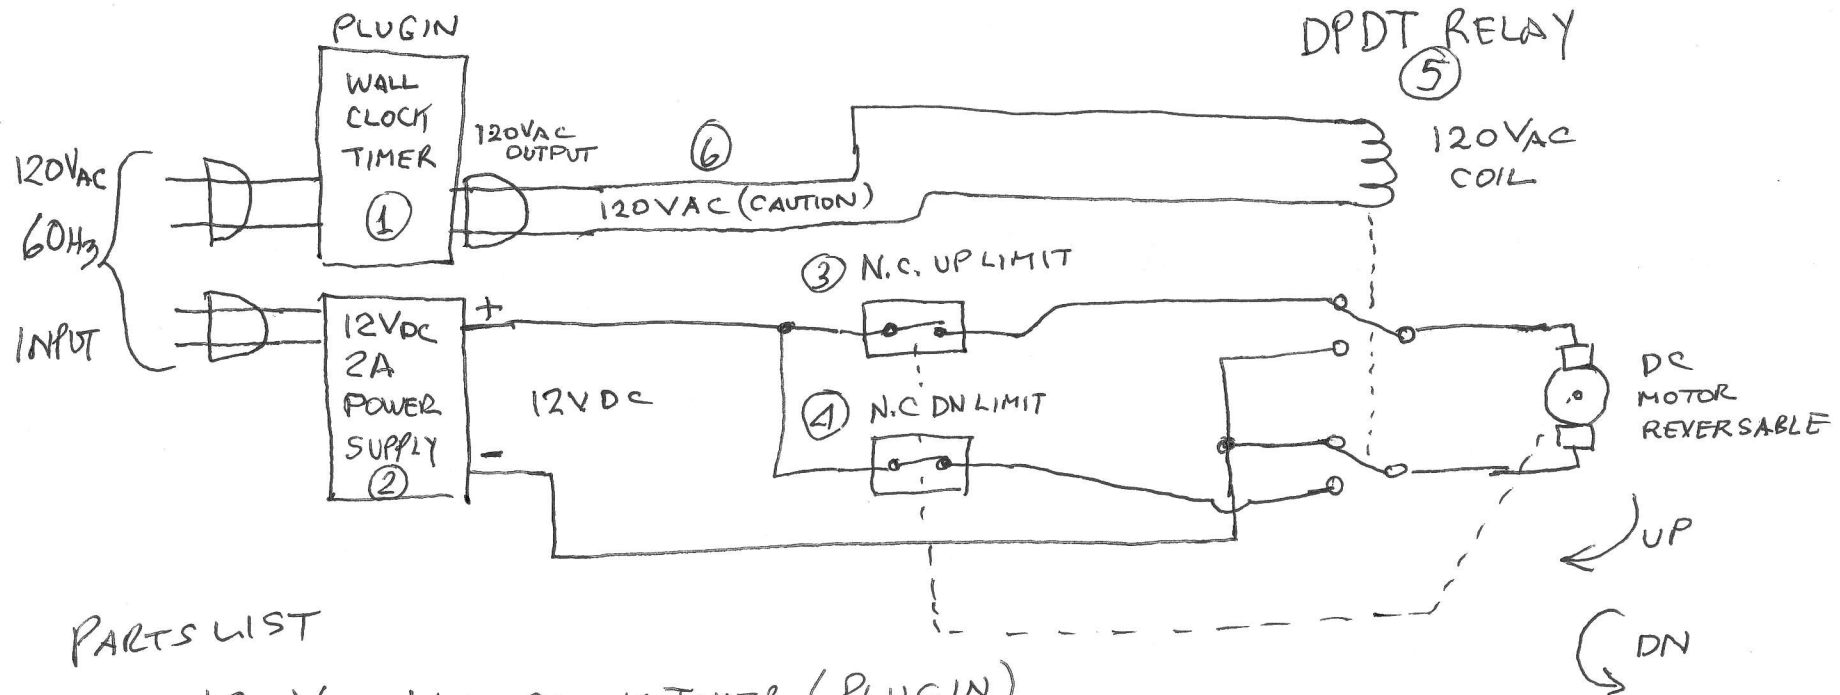 PLUGIN
WALL
CLOCK
TIMER
1
120VAC
60Hz
INPUT
120VAC
OUTPUT
6
120VAC (CAUTION)
DPDT RELAY
5
120VAC
COIL
3 N.C. UP LIMIT
12VDC
2A
POWER
SUPPLY
2
+
-
12VDC
4 N.C DN LIMIT
DC
MOTOR
REVERSABLE
UP
DN
PARTS LIST
(PLUGIN)